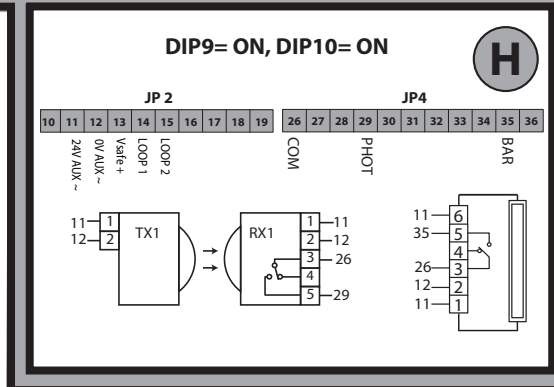 DIP9= ON, DIP10= ON
H
JP 2
JP4
10 11 12 13 14 15 16 17 18 19
26 27 28 29 30 31 32 33 34 35 36
24V AUX ~
0V AUX ~
Vsafe +
LOOP 1
LOOP 2
COM
PHOT
BAR
11 1
12 2
TX1
RX1
1 11
2 12
3 26
4
5 29
11 6
35 5
4
26 3
12 2
11 1